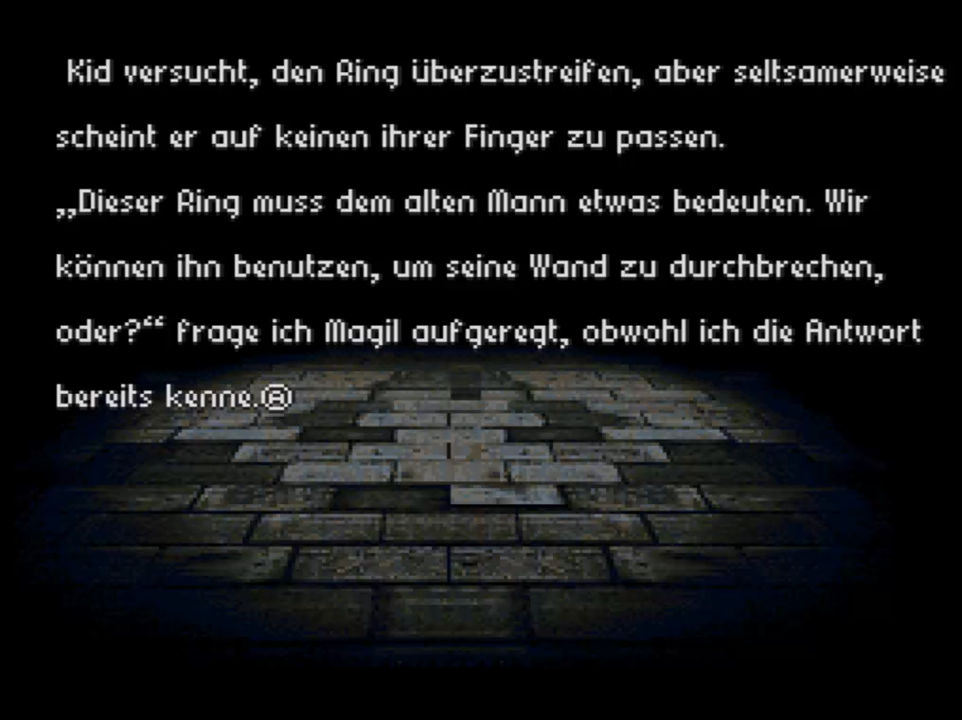 Kid versucht, den Ring überzustreifen, aber seltsamerweise
scheint er auf keinen ihrer Finger zu passen.
„Dieser Ring muss dem alten Mann etwas bedeuten. Wir
können ihn benutzen, um seine Wand zu durchbrechen,
oder?“ frage ich Magil aufgeregt, obwohl ich die Antwort
bereits kenne.Ⓐ